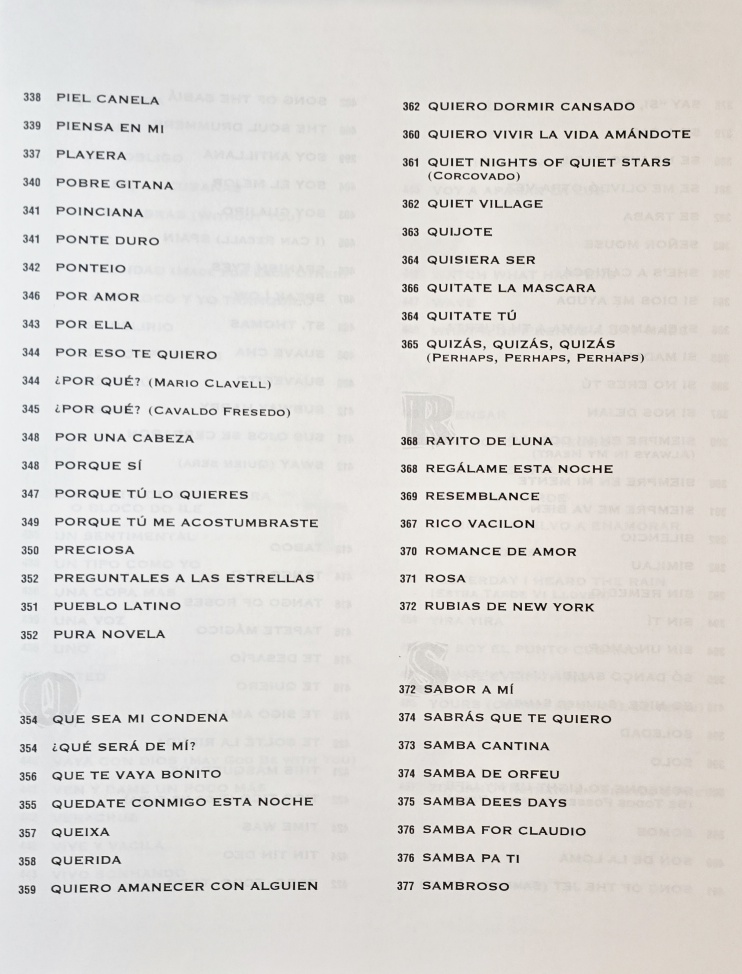 338 PIEL CANELA
339 PIENSA EN MI
337 PLAYERA
340 POBRE GITANA
341 POINCIANA
341 PONTE DURO
342 PONTEIO
346 POR AMOR
343 POR ELLA
344 POR ESO TE QUIERO
344 ¿POR QUÉ? (MARIO CLAVELL)
345 ¿POR QUÉ? (CAVALDO FRESEDO)
348 POR UNA CABEZA
348 PORQUE SÍ
347 PORQUE TÚ LO QUIERES
349 PORQUE TÚ ME ACOSTUMBRASTE
350 PRECIOSA
352 PREGUNTALES A LAS ESTRELLAS
351 PUEBLO LATINO
352 PURA NOVELA
Q
354 QUE SEA MI CONDENA
354 ¿QUÉ SERÁ DE MÍ?
356 QUE TE VAYA BONITO
355 QUEDATE CONMIGO ESTA NOCHE
357 QUEIXA
358 QUERIDA
359 QUIERO AMANECER CON ALGUIEN
362 QUIERO DORMIR CANSADO
360 QUIERO VIVIR LA VIDA AMÁNDOTE
361 QUIET NIGHTS OF QUIET STARS
(CORCOVADO)
362 QUIET VILLAGE
363 QUIJOTE
364 QUISIERA SER
366 QUITATE LA MASCARA
364 QUITATE TÚ
365 QUIZÁS, QUIZÁS, QUIZÁS
(PERHAPS, PERHAPS, PERHAPS)
R
368 RAYITO DE LUNA
368 REGÁLAME ESTA NOCHE
369 RESEMBLANCE
367 RICO VACILON
370 ROMANCE DE AMOR
371 ROSA
372 RUBIAS DE NEW YORK
S
372 SABOR A MÍ
374 SABRÁS QUE TE QUIERO
373 SAMBA CANTINA
374 SAMBA DE ORFEU
375 SAMBA DEES DAYS
376 SAMBA FOR CLAUDIO
376 SAMBA PA TI
377 SAMBROSO